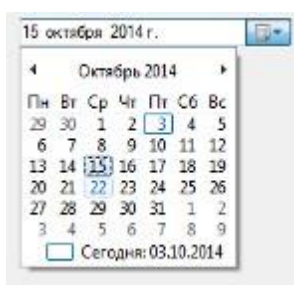 15 октября 2014 г.
Октябрь 2014
Пн Вт Ср Чт Пт Сб Вс
29 30 1 2 3 4 5
6 7 8 9 10 11 12
13 14 15 16 17 18 19
20 21 22 23 24 25 26
27 28 29 30 31 1 2
3 4 5 6 7 8 9
Сегодня: 03.10.2014